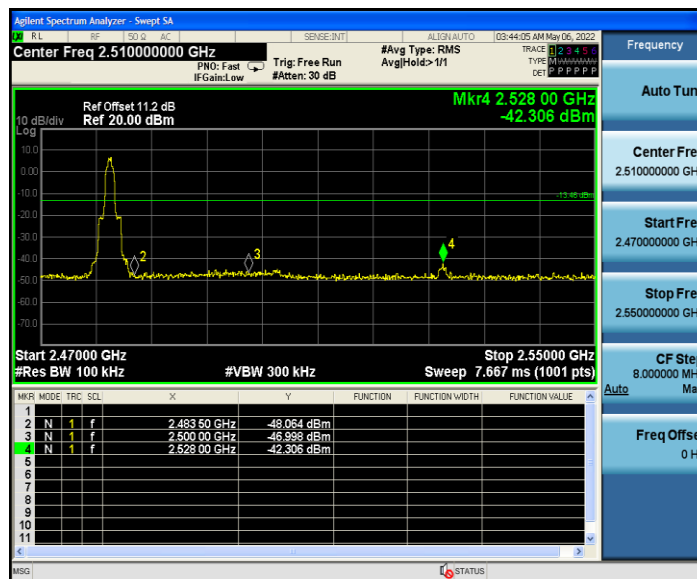 Agilent Spectrum Analyzer - Swept SA
RL RF 50 Ω AC SENSE:INT ALIGN AUTO 03:44:05 AM May 06, 2022
Center Freq 2.510000000 GHz
PNO: Fast
IFGain:Low
Trig: Free Run
#Atten: 30 dB
#Avg Type: RMS
Avg|Hold:> 1/1
TRACE 1 2 3 4 5 6
TYPE M W W W W W
DET P P P P P P
Ref Offset 11.2 dB
10 dB/div Ref 20.00 dBm
Log
Mkr4 2.528 00 GHz
-42.306 dBm
10.0
0.00
-10.0
-20.0
-30.0
-40.0
-50.0
-60.0
-70.0
-13.46 dBm
2
3
4
Start 2.47000 GHz Stop 2.55000 GHz
#Res BW 100 kHz #VBW 300 kHz Sweep 7.667 ms (1001 pts)
MKR MODE TRC SCL X Y FUNCTION FUNCTION WIDTH FUNCTION VALUE
1
2 N 1 f 2.483 50 GHz -48.064 dBm
3 N 1 f 2.500 00 GHz -46.998 dBm
4 N 1 f 2.528 00 GHz -42.306 dBm
5
6
7
8
9
10
11
MSG STATUS
Frequency
Auto Tun
Center Fre
2.510000000 GH
Start Fre
2.470000000 GH
Stop Fre
2.550000000 GH
CF Ste
8.000000 MH
Auto Ma
Freq Offse
0 H